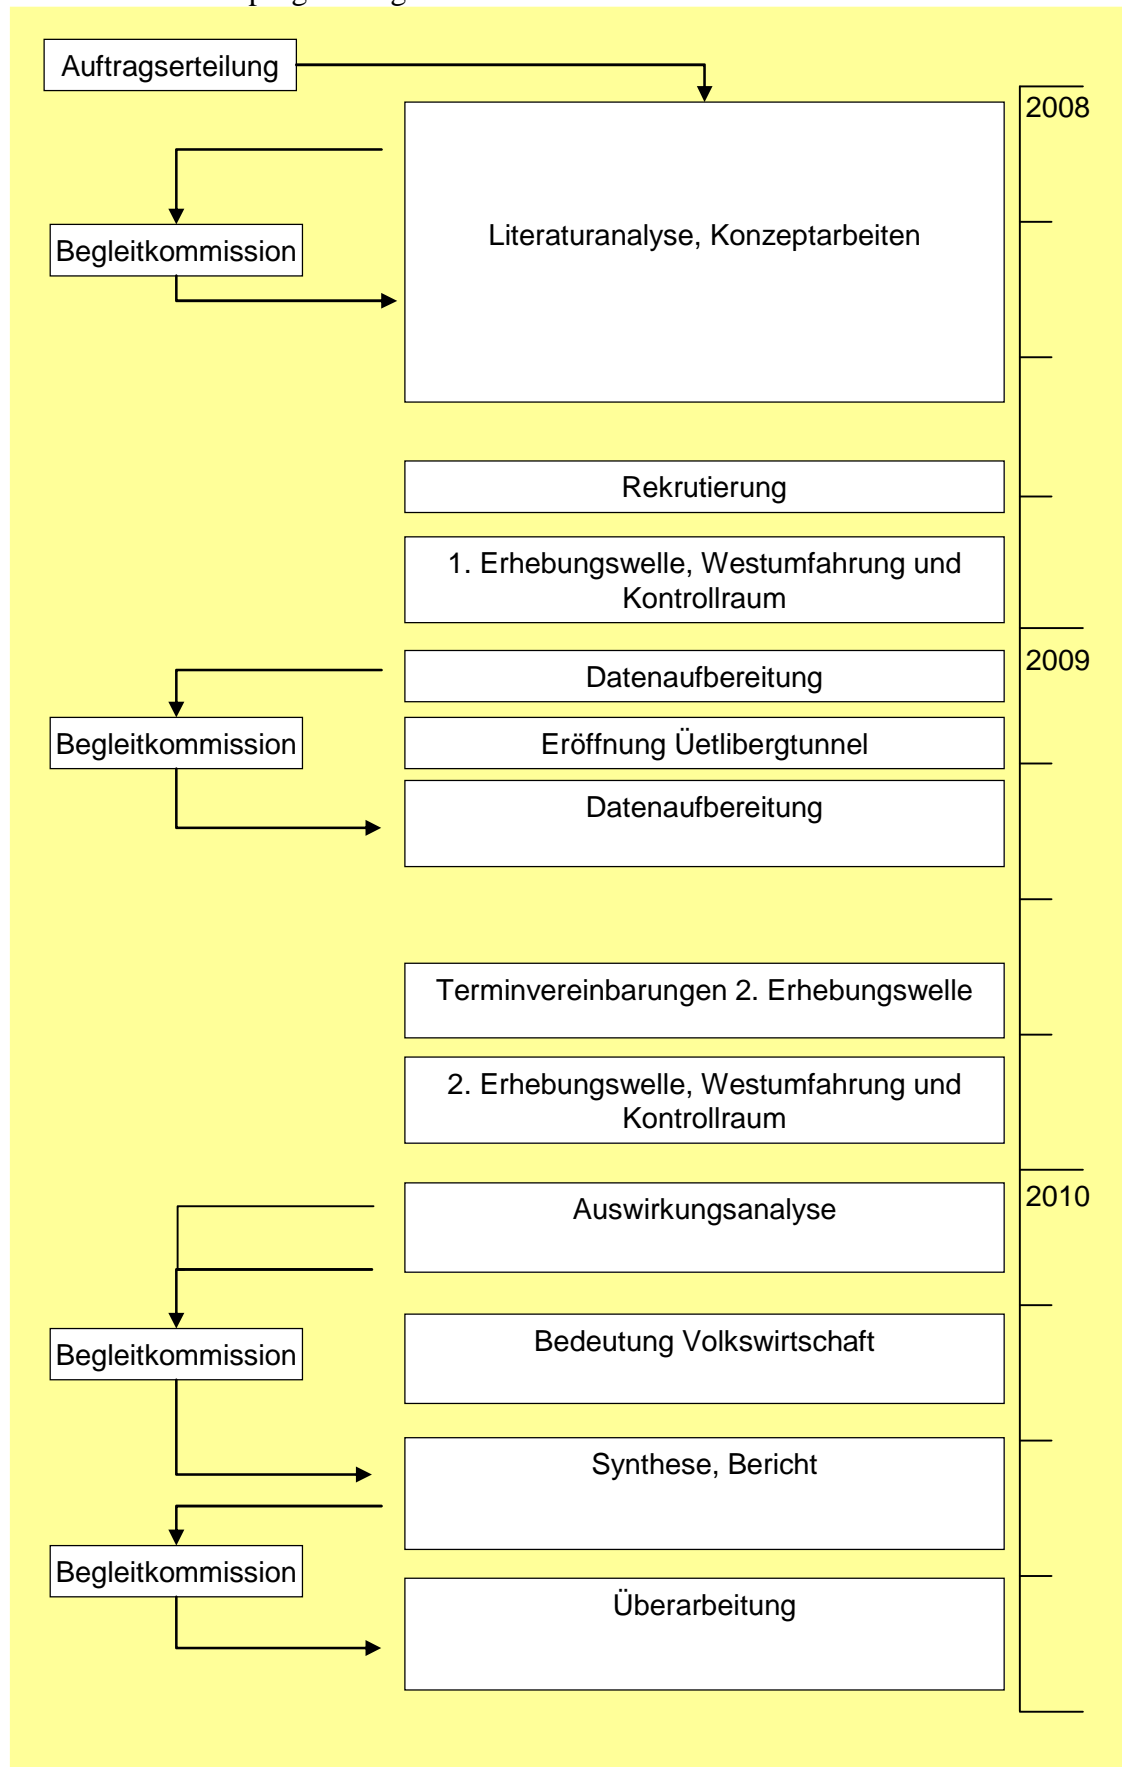 Auftragserteilung
2008
Begleitkommission
Literaturanalyse, Konzeptarbeiten
Rekrutierung
1. Erhebungswelle, Westumfahrung und
Kontrollraum
2009
Datenaufbereitung
Begleitkommission
Eröffnung Üetlibergtunnel
Datenaufbereitung
Terminvereinbarungen 2. Erhebungswelle
2. Erhebungswelle, Westumfahrung und
Kontrollraum
2010
Auswirkungsanalyse
Begleitkommission
Bedeutung Volkswirtschaft
Synthese, Bericht
Begleitkommission
Überarbeitung